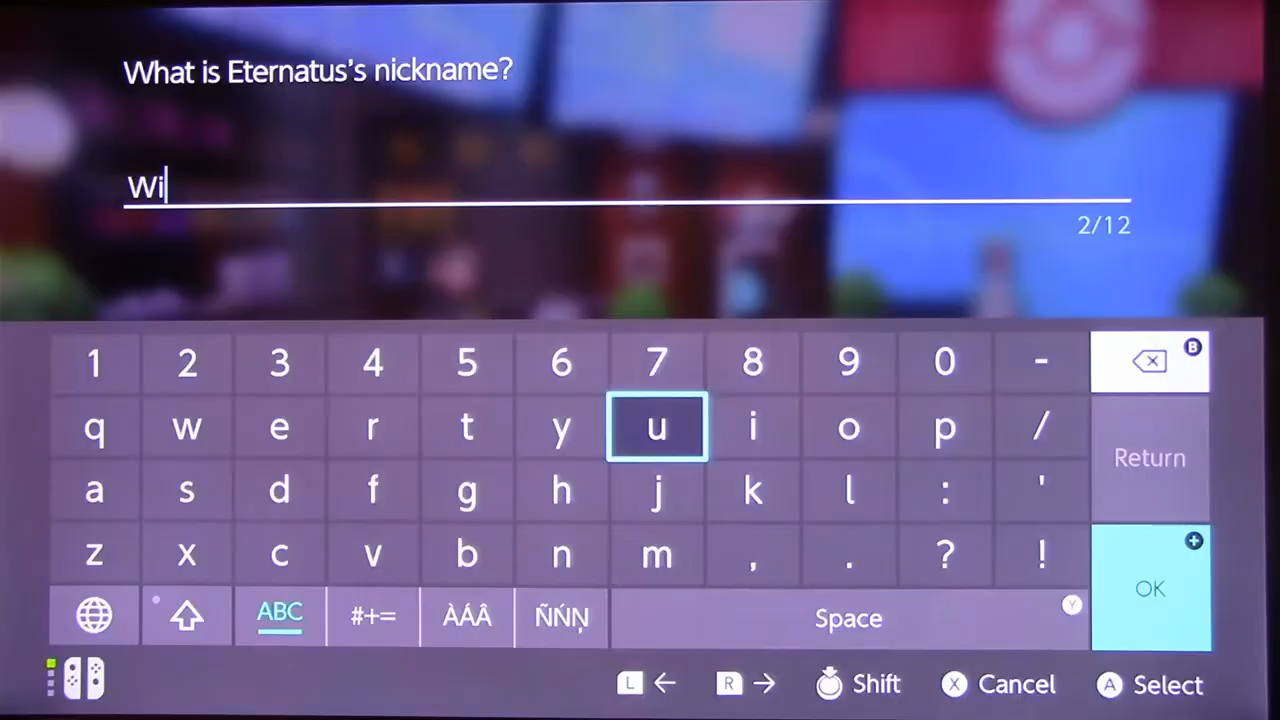 What is Eternatus's nickname?
Wi
2/12
1 2 3 4 5 6 7 8 9 0 - B
q w e r t y u i o p / Return
a s d f g h j k l : '
z x c v b n m , . ? ! + OK
ABC #+= ÀÁÂ ÑŃŅ Space Y
L ← R → Shift X Cancel A Select